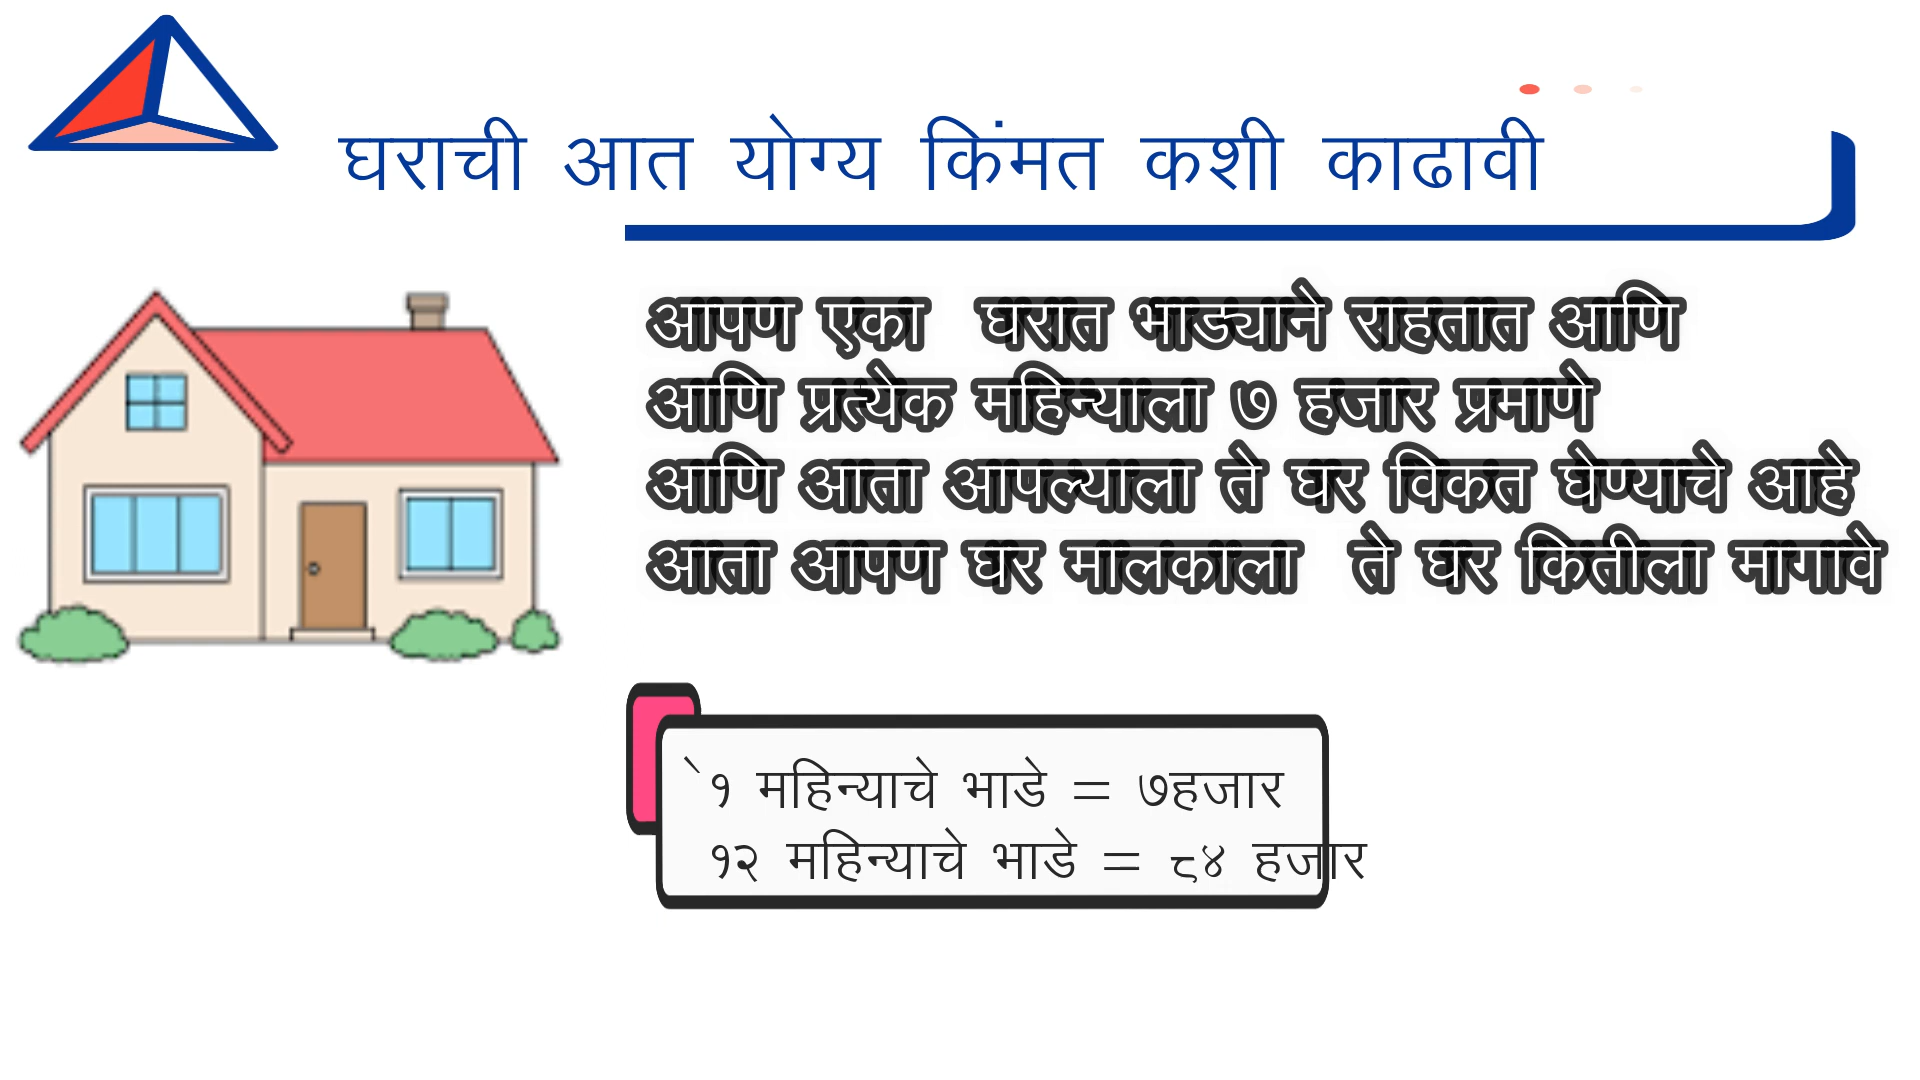 घराची आत योग्य किंमत कशी काढावी
आपण एका घरात भाड्याने राहतात आणि
आणि प्रत्येक महिन्याला ७ हजार प्रमाणे
आणि आता आपल्याला ते घर विकत घेण्याचे आहे
आता आपण घर मालकाला ते घर कितीला मागावे
`१ महिन्याचे भाडे = ७हजार
१२ महिन्याचे भाडे = ८४ हजार